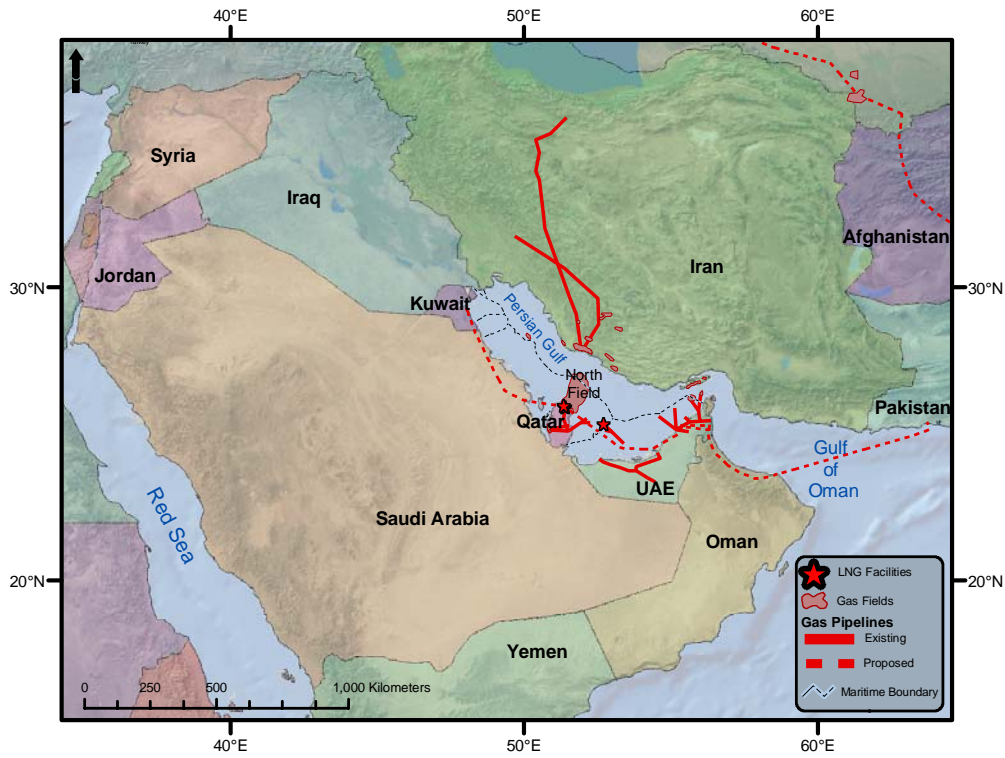 40°E
50°E
60°E
Turkey
Syria
Iraq
Jordan
Afghanistan
Iran
30°N
30°N
Kuwait
Persian Gulf
North
Field
Qatar
Pakistan
Gulf
of
Oman
UAE
Red Sea
Saudi Arabia
Oman
20°N
20°N
Yemen
LNG Facilities
Gas Fields
Gas Pipelines
Existing
Proposed
Maritime Boundary
0
250
500
1,000 Kilometers
40°E
50°E
60°E